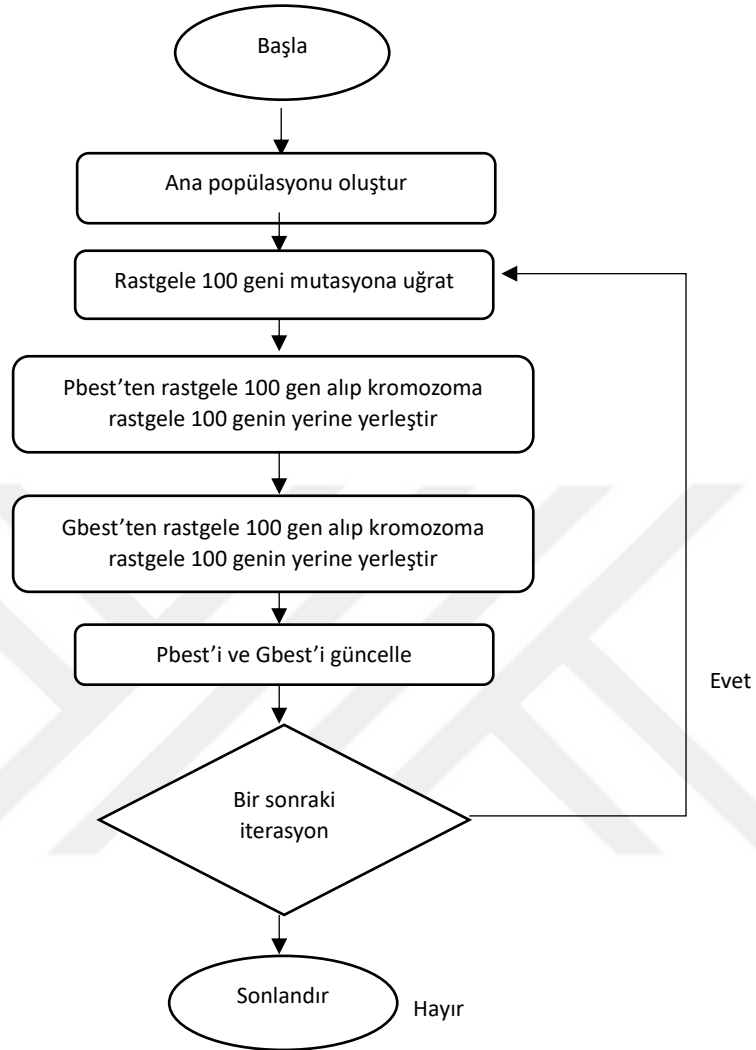 Başla
Ana popülasyonu oluştur
Rastgele 100 geni mutasyona uğrat
Pbest’ten rastgele 100 gen alıp kromozoma
rastgele 100 genin yerine yerleştir
Gbest’ten rastgele 100 gen alıp kromozoma
rastgele 100 genin yerine yerleştir
Pbest’i ve Gbest’i güncelle
Evet
Bir sonraki
iterasyon
Sonlandır
Hayır